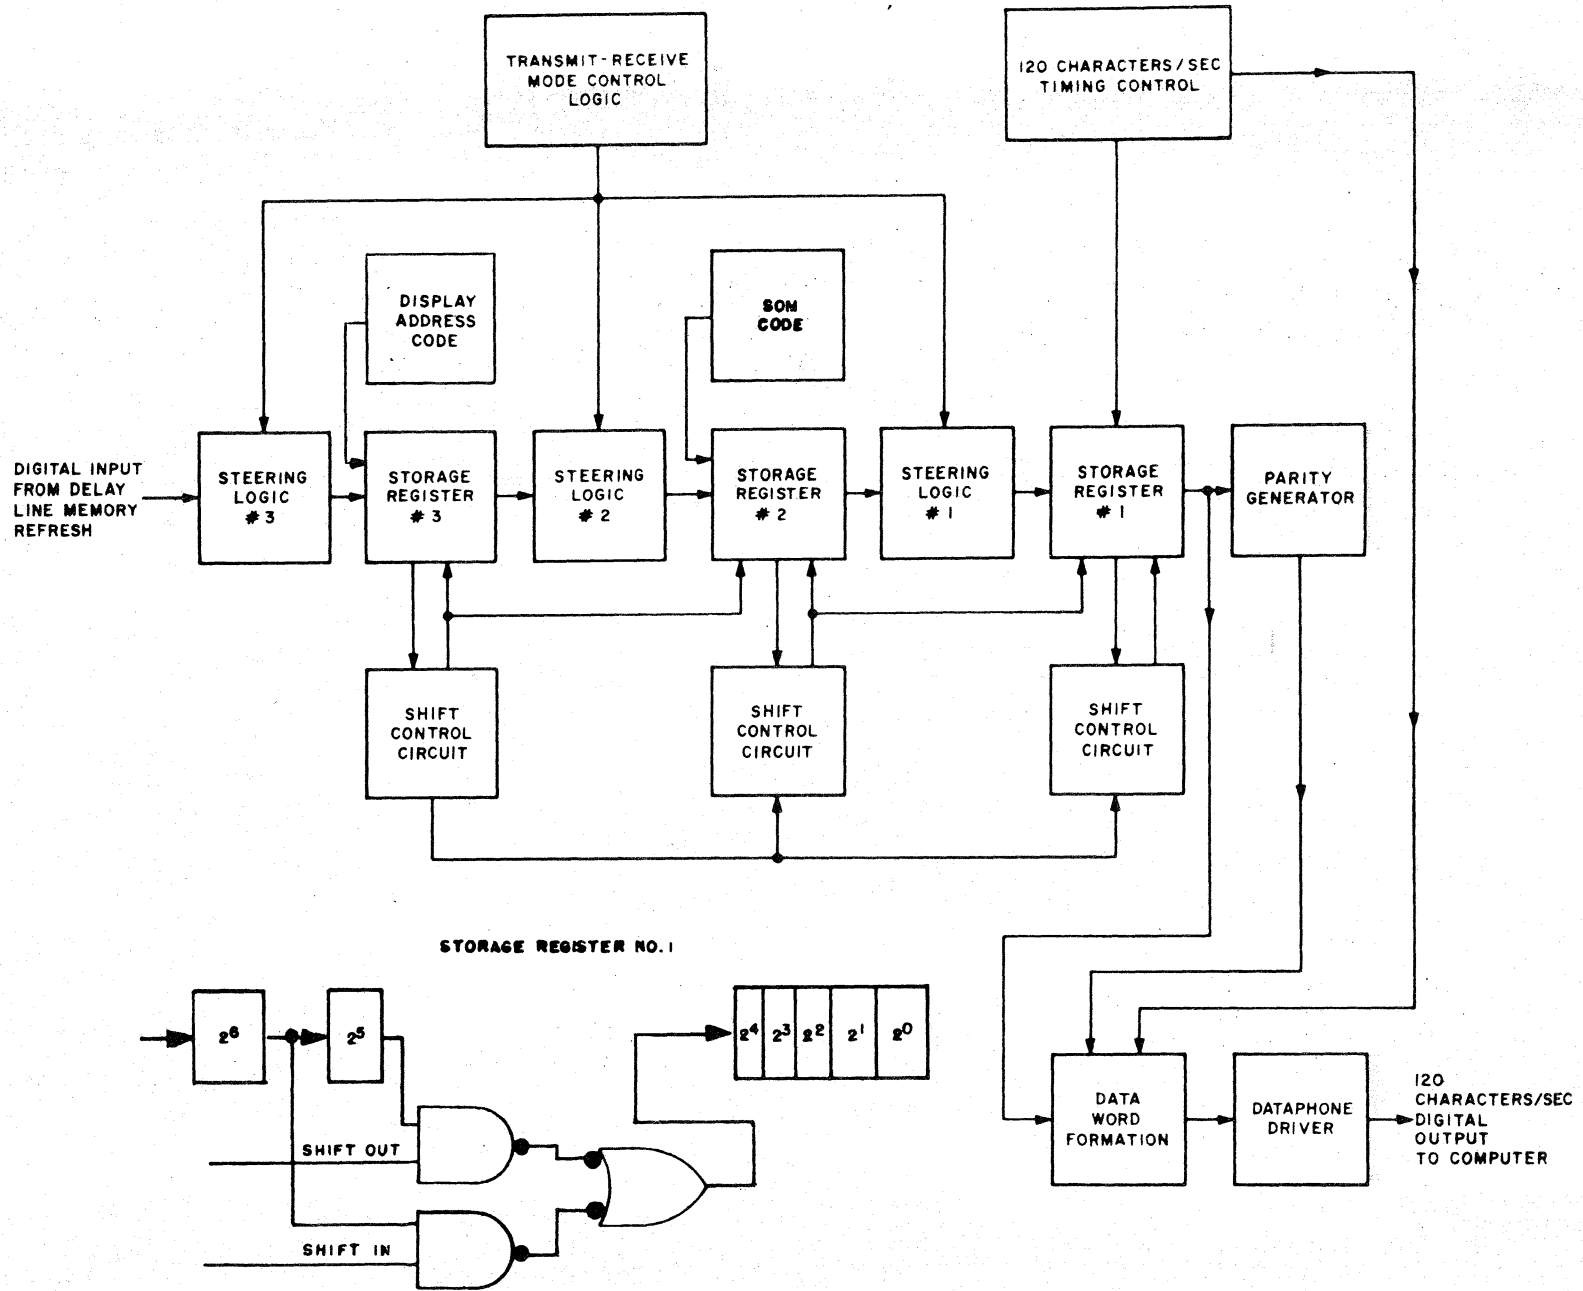 TRANSMIT-RECEIVE
MODE CONTROL
LOGIC
120 CHARACTERS/SEC
TIMING CONTROL
DISPLAY
ADDRESS
CODE
SOM
CODE
DIGITAL INPUT
FROM DELAY
LINE MEMORY
REFRESH
STEERING
LOGIC
#3
STORAGE
REGISTER
#3
STEERING
LOGIC
#2
STORAGE
REGISTER
#2
STEERING
LOGIC
#1
STORAGE
REGISTER
#1
PARITY
GENERATOR
SHIFT
CONTROL
CIRCUIT
SHIFT
CONTROL
CIRCUIT
SHIFT
CONTROL
CIRCUIT
STORAGE REGISTER NO. 1
2⁶
2⁵
2⁴ 2³ 2² 2¹ 2⁰
SHIFT OUT
SHIFT IN
DATA
WORD
FORMATION
DATAPHONE
DRIVER
120
CHARACTERS/SEC
DIGITAL
OUTPUT
TO COMPUTER